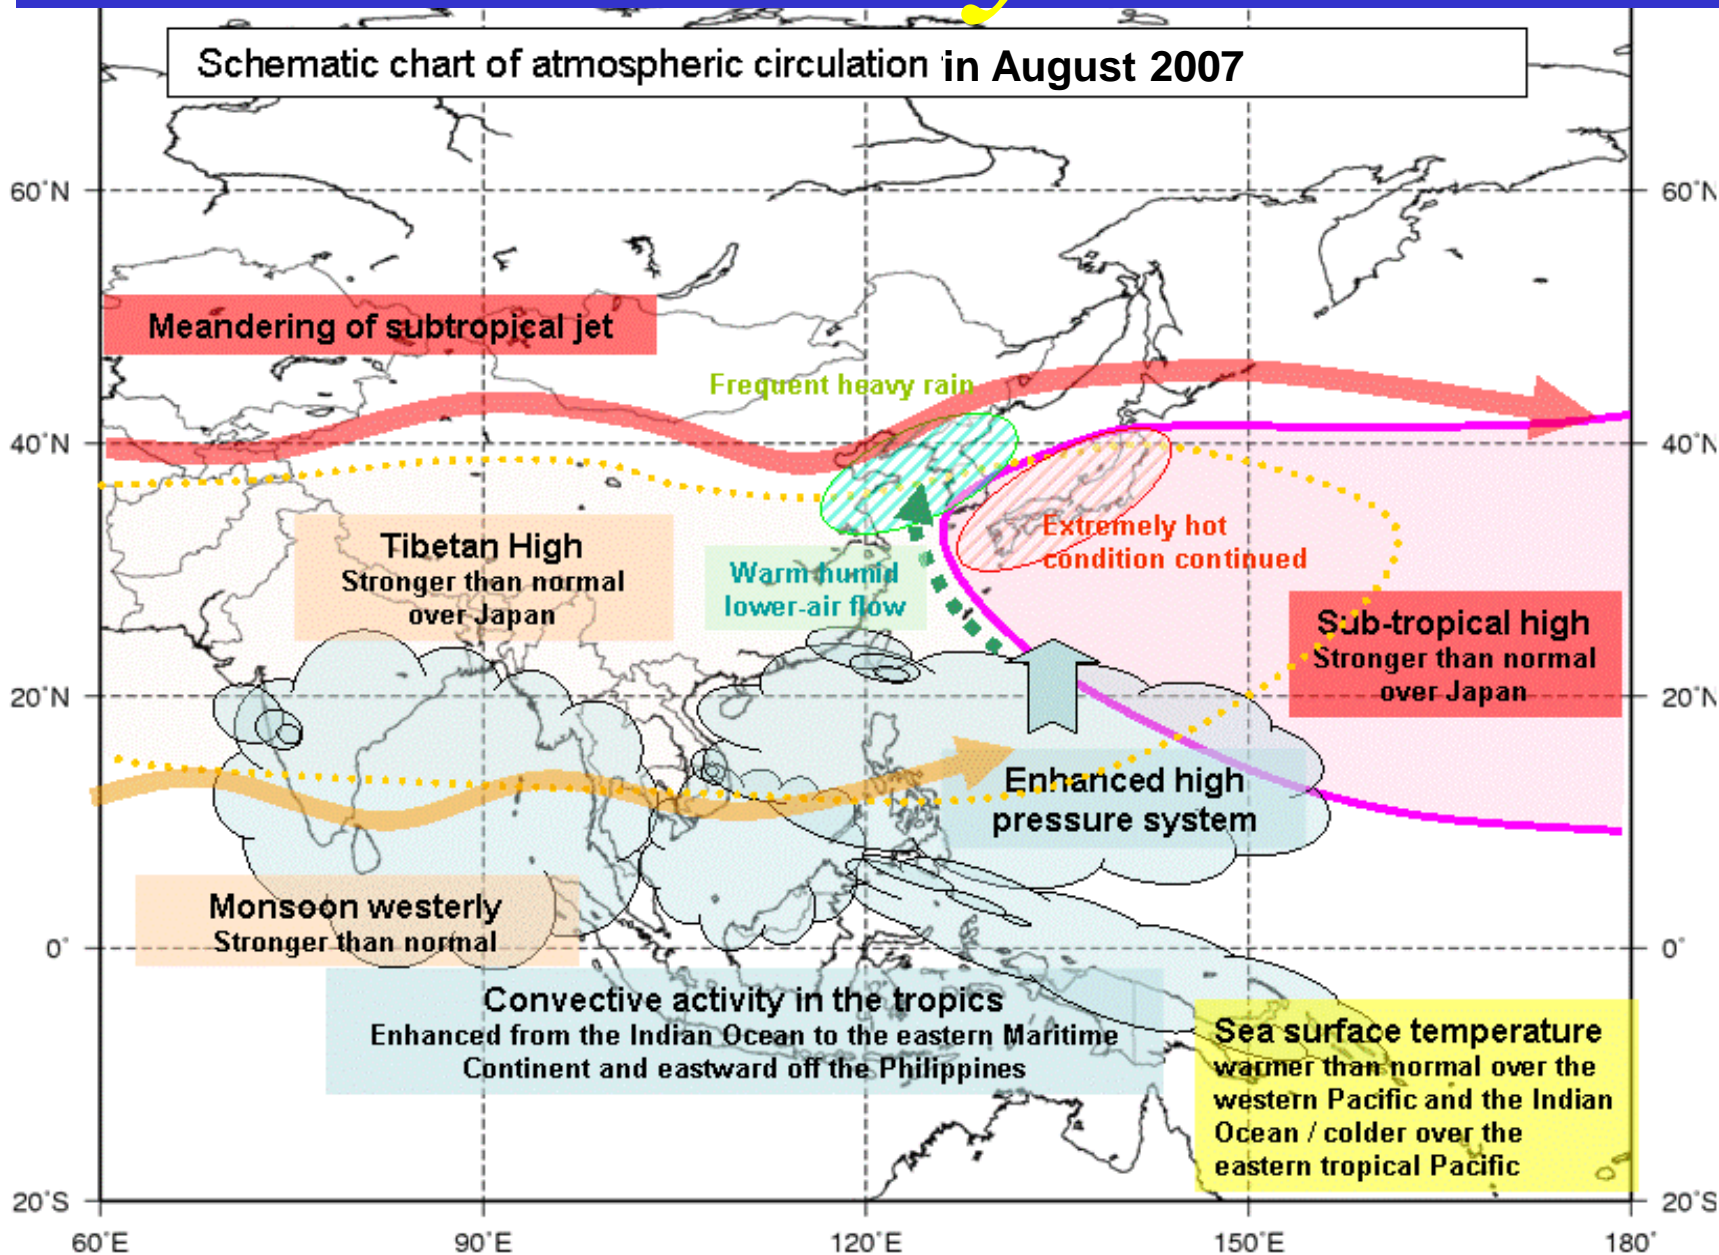 Schematic chart of atmospheric circulation in August 2007
60°N
60°N
Meandering of subtropical jet
Frequent heavy rain
40°N
40°N
Tibetan High
Stronger than normal
over Japan
Warm humid
lower-air flow
Extremely hot
condition continued
Sub-tropical high
Stronger than normal
over Japan
20°N
20°N
Enhanced high
pressure system
Monsoon westerly
Stronger than normal
0°
0°
Convective activity in the tropics
Enhanced from the Indian Ocean to the eastern Maritime
Continent and eastward off the Philippines
Sea surface temperature
warmer than normal over the
western Pacific and the Indian
Ocean / colder over the
eastern tropical Pacific
20°S
20°S
60°E
90°E
120°E
150°E
180°